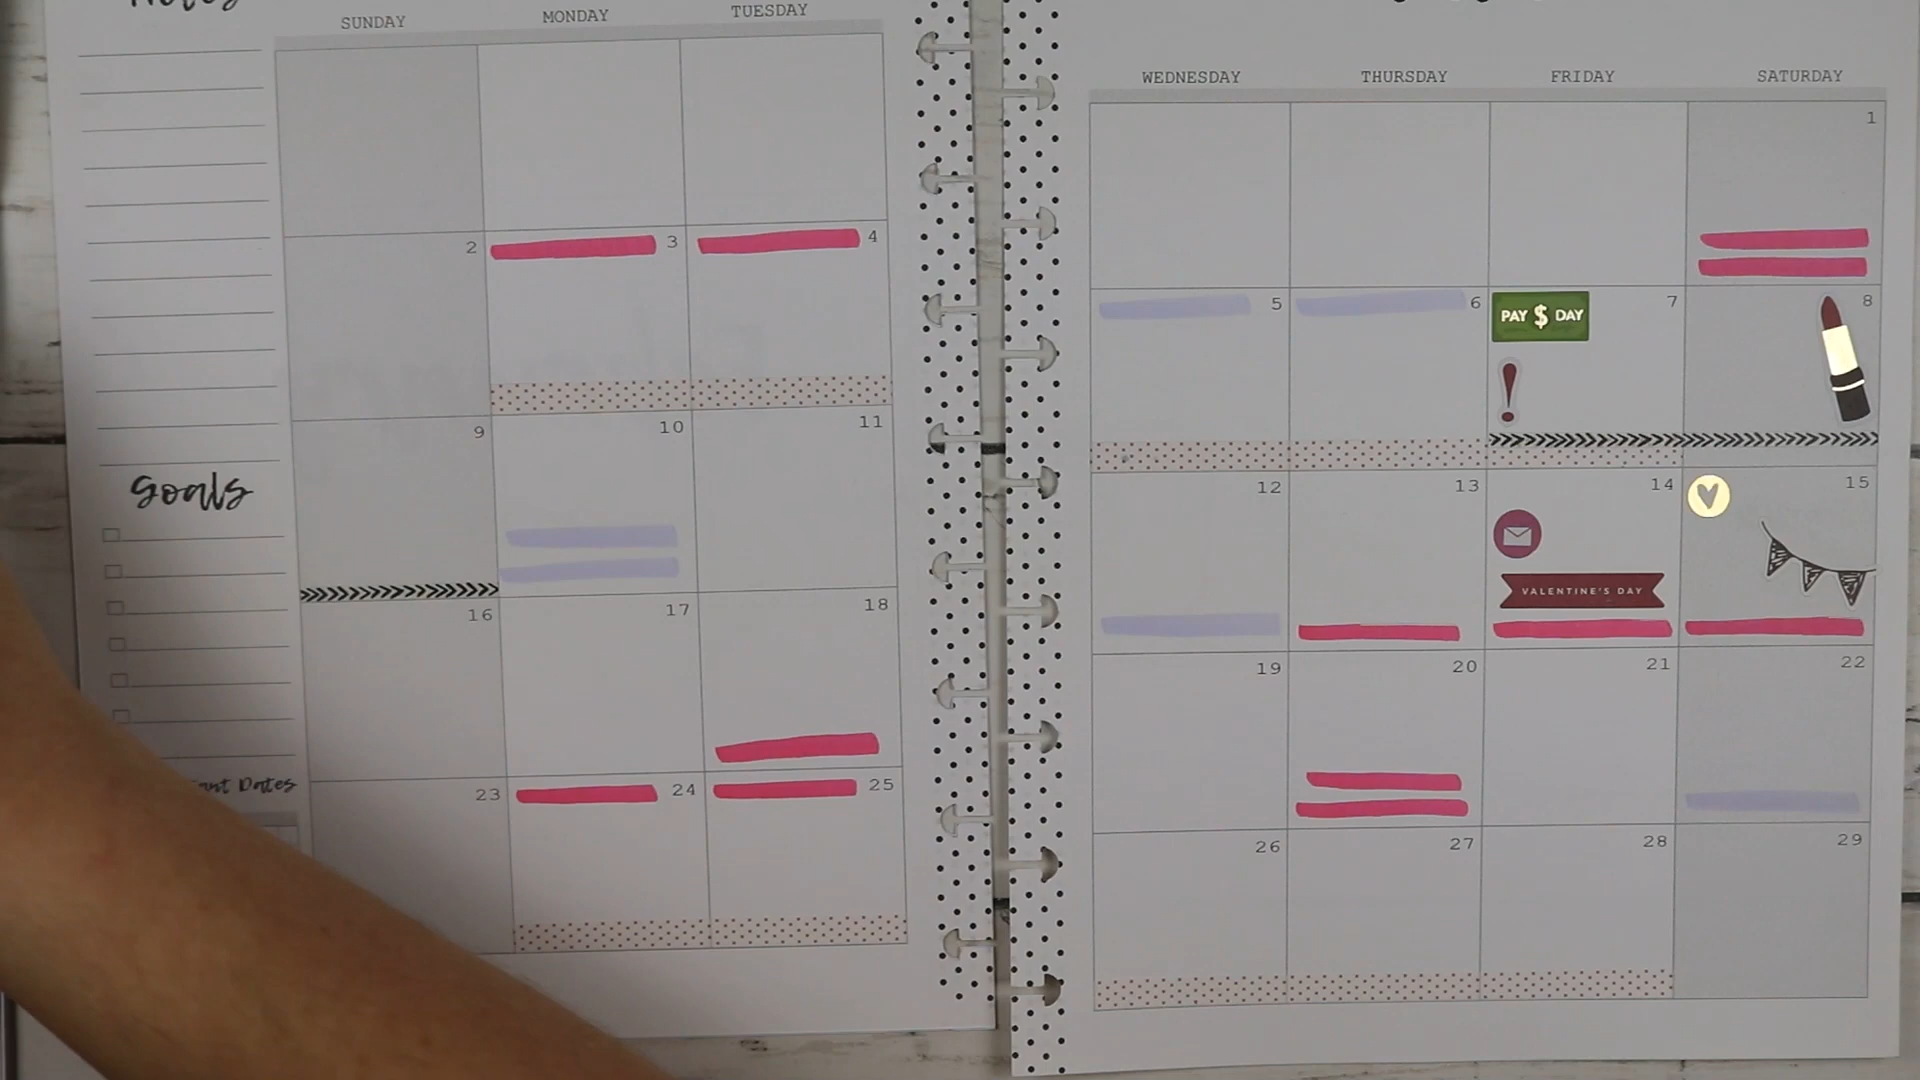 Notes
SUNDAY MONDAY TUESDAY
WEDNESDAY THURSDAY FRIDAY SATURDAY
1
2 3 4
5 6 7 8
PAY $ DAY
!
9 10 11
12 13 14 15
VALENTINE'S DAY
16 17 18
19 20 21 22
23 24 25
26 27 28 29
Goals
Dates